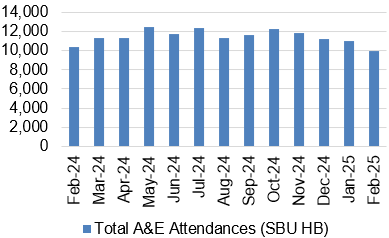 14,000
12,000
10,000
8,000
6,000
4,000
2,000
0
Feb-24
Mar-24
Apr-24
May-24
Jun-24
Jul-24
Aug-24
Sep-24
Oct-24
Nov-24
Dec-24
Jan-25
Feb-25
Total A&E Attendances (SBU HB)